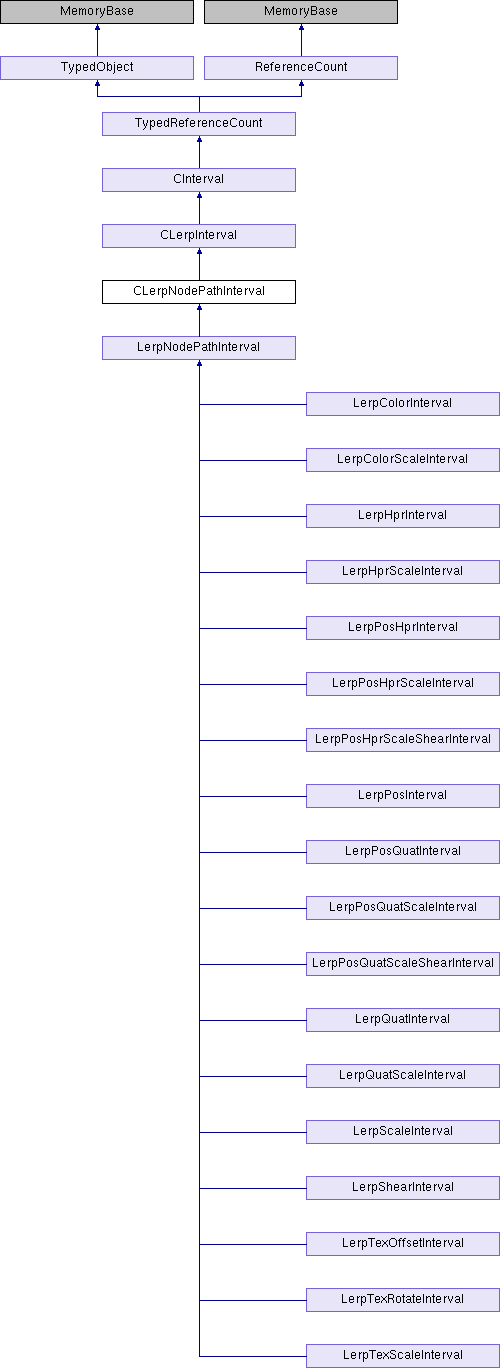 MemoryBase
MemoryBase
TypedObject
ReferenceCount
TypedReferenceCount
CInterval
CLerpInterval
CLerpNodePathInterval
LerpNodePathInterval
LerpColorInterval
LerpColorScaleInterval
LerpHprInterval
LerpHprScaleInterval
LerpPosHprInterval
LerpPosHprScaleInterval
LerpPosHprScaleShearInterval
LerpPosInterval
LerpPosQuatInterval
LerpPosQuatScaleInterval
LerpPosQuatScaleShearInterval
LerpQuatInterval
LerpQuatScaleInterval
LerpScaleInterval
LerpShearInterval
LerpTexOffsetInterval
LerpTexRotateInterval
LerpTexScaleInterval